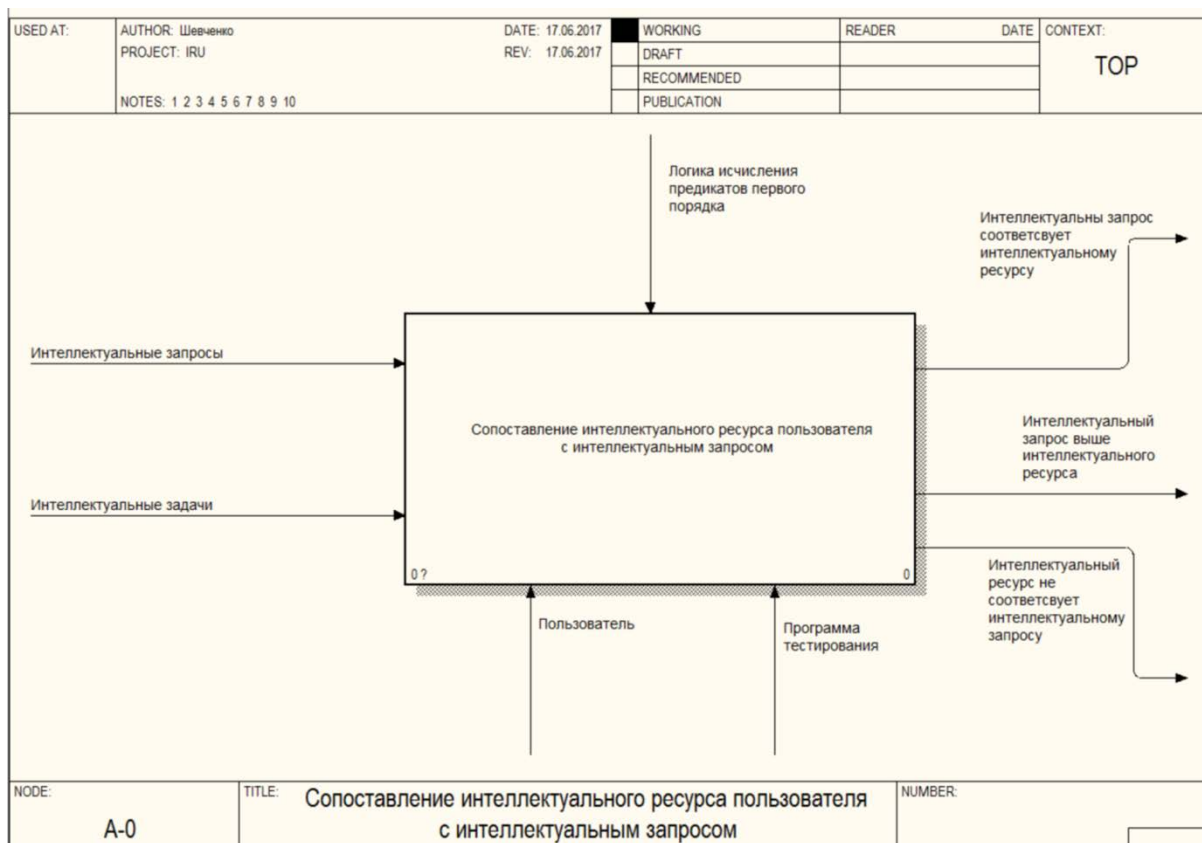 USED AT:
AUTHOR: Шевченко
DATE: 17.06.2017
WORKING
READER
DATE
CONTEXT:
PROJECT: IRU
REV: 17.06.2017
DRAFT
TOP
RECOMMENDED
NOTES: 1 2 3 4 5 6 7 8 9 10
PUBLICATION
Логика исчисления
предикатов первого
порядка
Интеллектуальны запрос
соответсвует
интеллектуальному
ресурсу
Интеллектуальные запросы
Сопоставление интеллектуального ресурса пользователя
с интеллектуальным запросом
Интеллектуальный
запрос выше
интеллектуального
ресурса
Интеллектуальные задачи
0 ?
0
Интеллектуальный
ресурс не
соответсвует
интеллектуальному
запросу
Пользователь
Программа
тестирования
NODE:
A-0
TITLE:
Сопоставление интеллектуального ресурса пользователя
с интеллектуальным запросом
NUMBER: